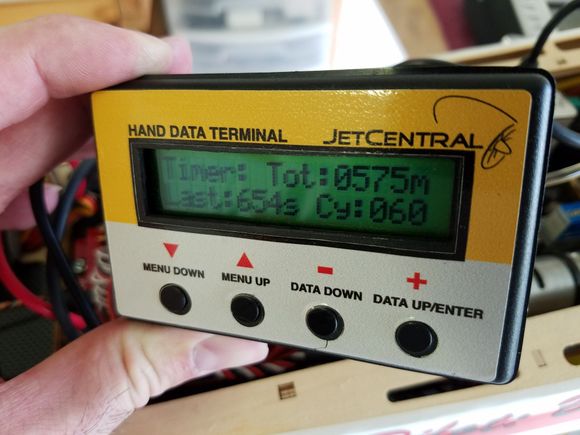 HAND DATA TERMINAL
JETCENTRAL
Timer: Tot:0575m
Last:654s Cy:060
MENU DOWN
MENU UP
DATA DOWN
DATA UP/ENTER